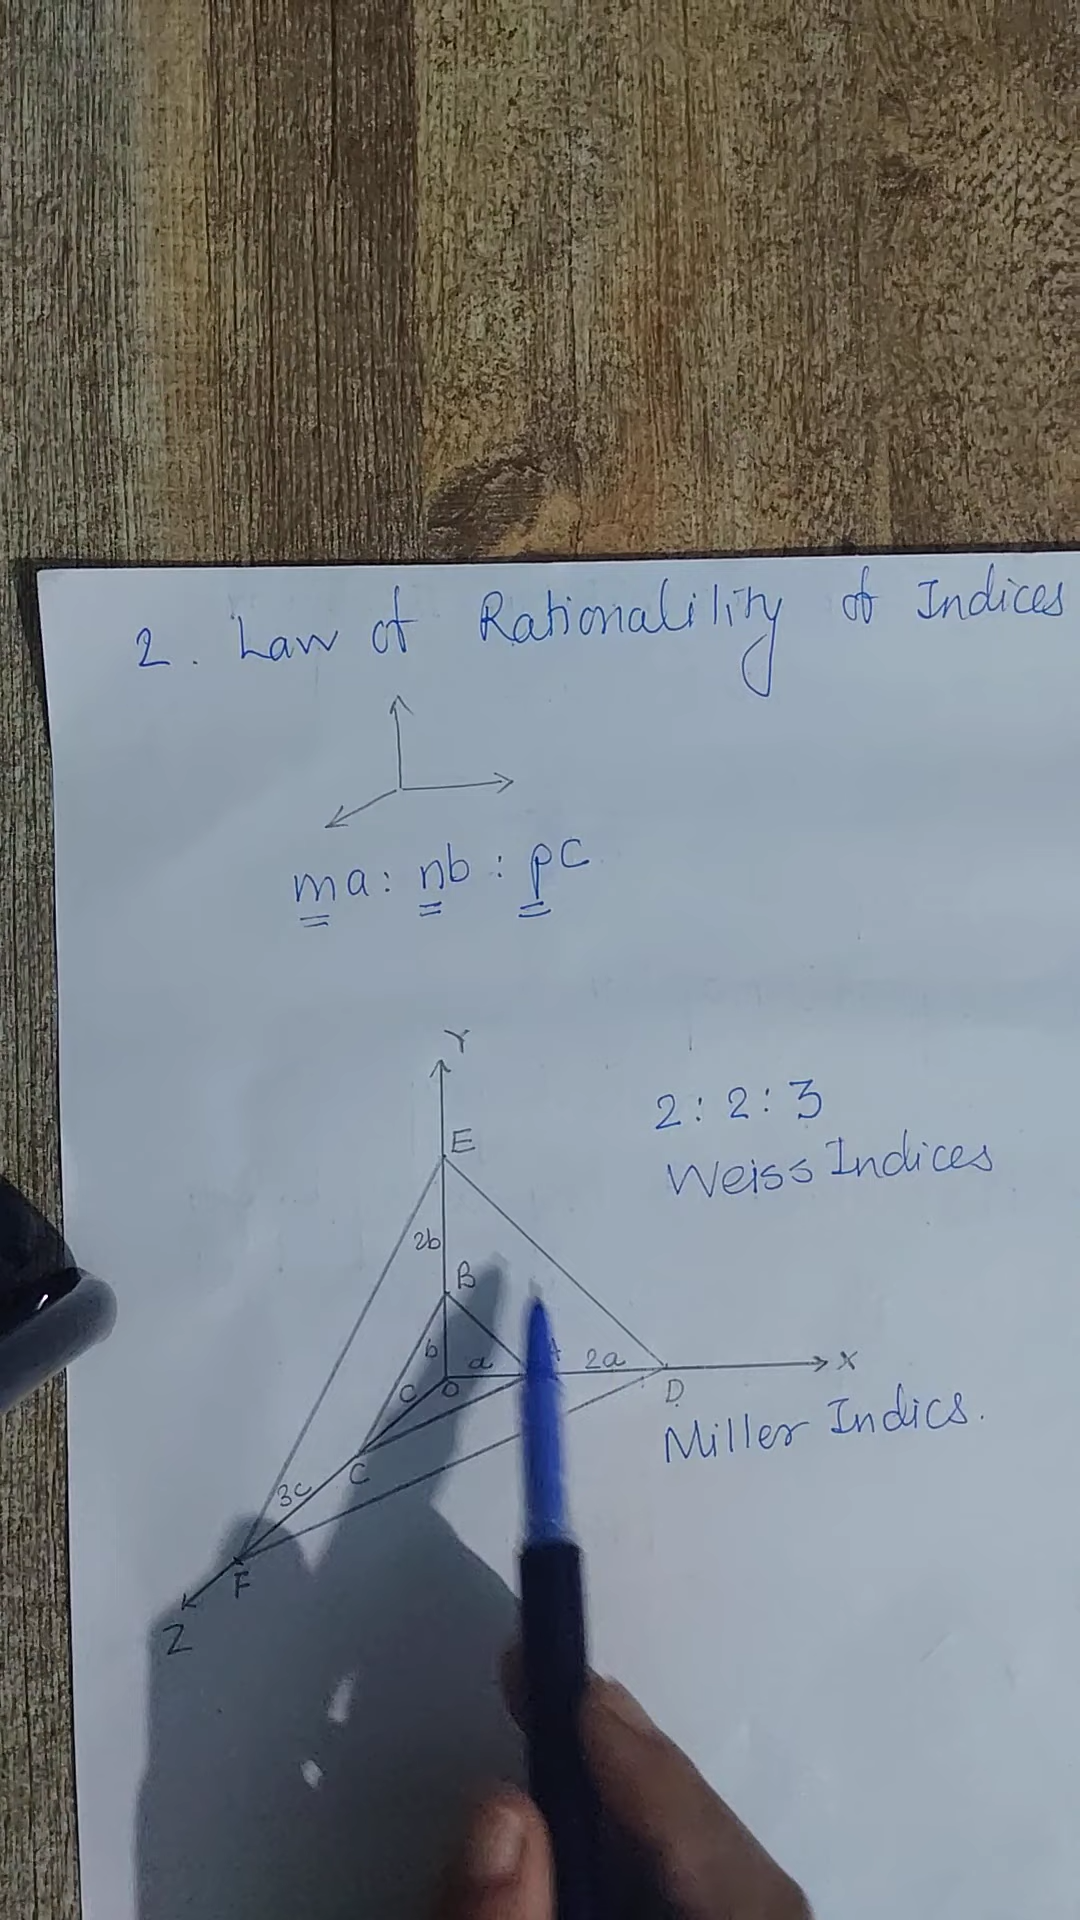 2. Law of Rationalility of Indices
ma: nb: pc
Y
E
2:2:3
Weiss Indices
2b
B
b
a
2a
X
C
O
D
Miller Indics.
C
3c
F
Z